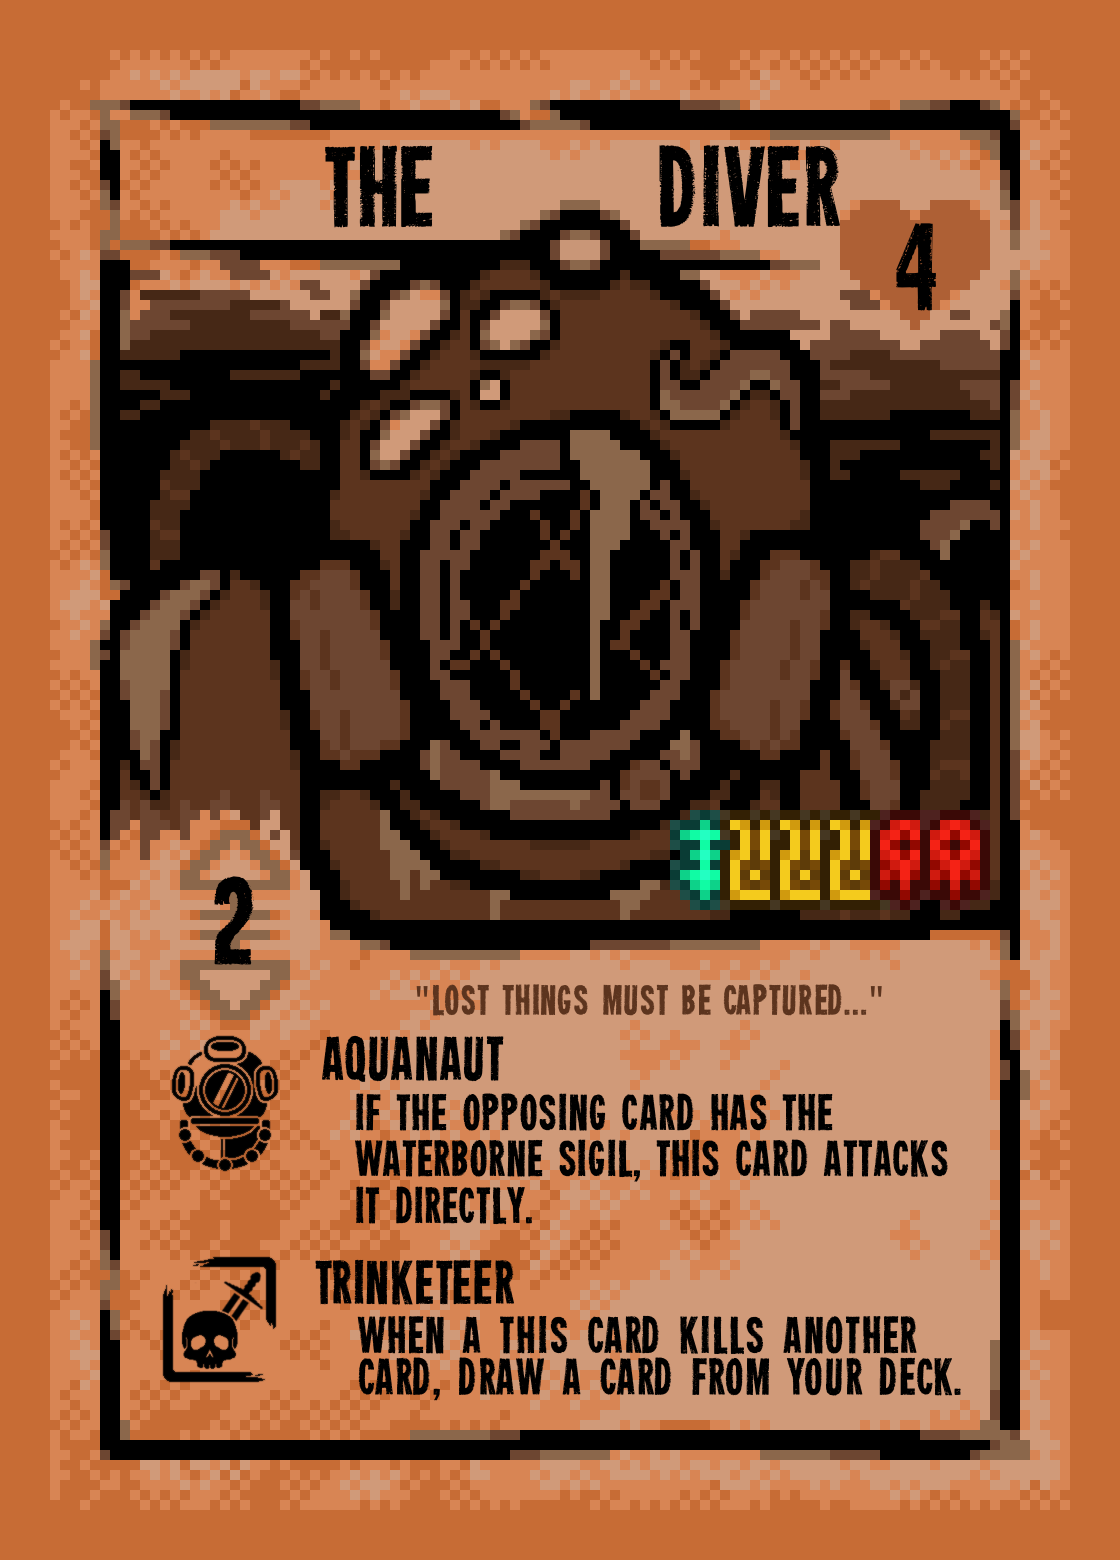 THE DIVER
4
2
"LOST THINGS MUST BE CAPTURED..."
AQUANAUT
IF THE OPPOSING CARD HAS THE
WATERBORNE SIGIL, THIS CARD ATTACKS
IT DIRECTLY.
TRINKETEER
WHEN A THIS CARD KILLS ANOTHER
CARD, DRAW A CARD FROM YOUR DECK.